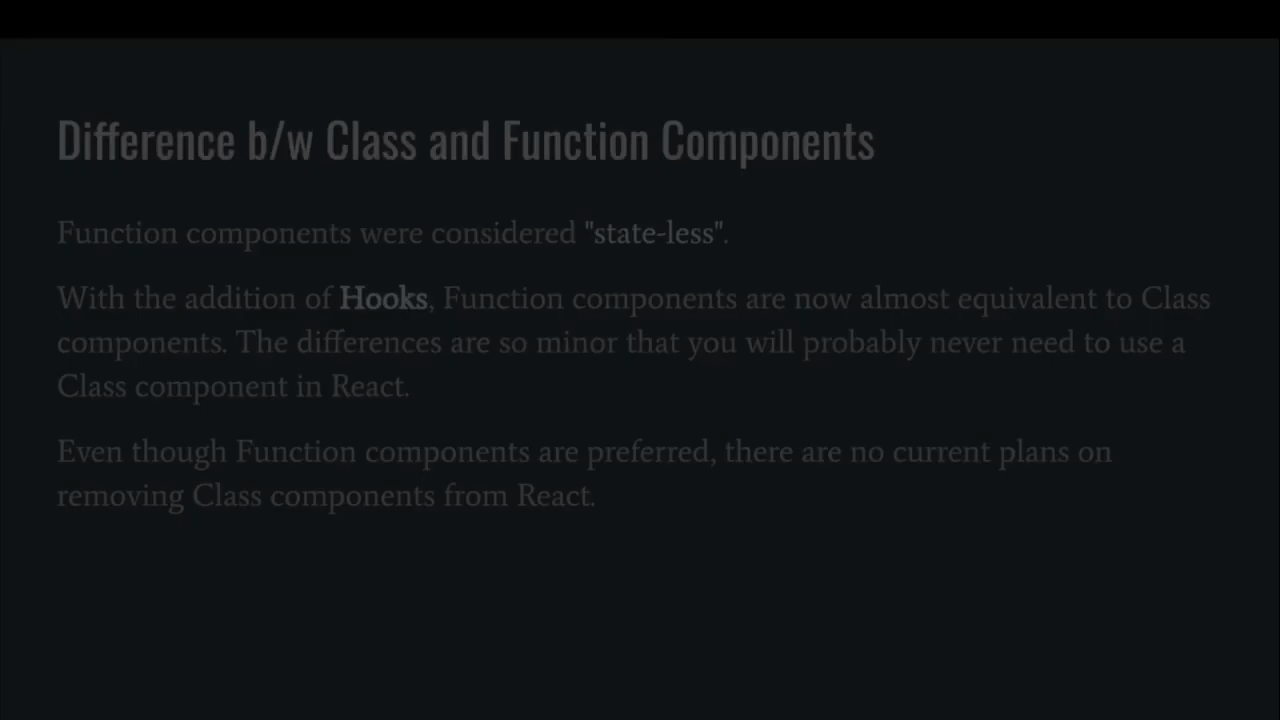 Difference b/w Class and Function Components
Function components were considered "state-less".
With the addition of Hooks, Function components are now almost equivalent to Class
components. The differences are so minor that you will probably never need to use a
Class component in React.
Even though Function components are preferred, there are no current plans on
removing Class components from React.